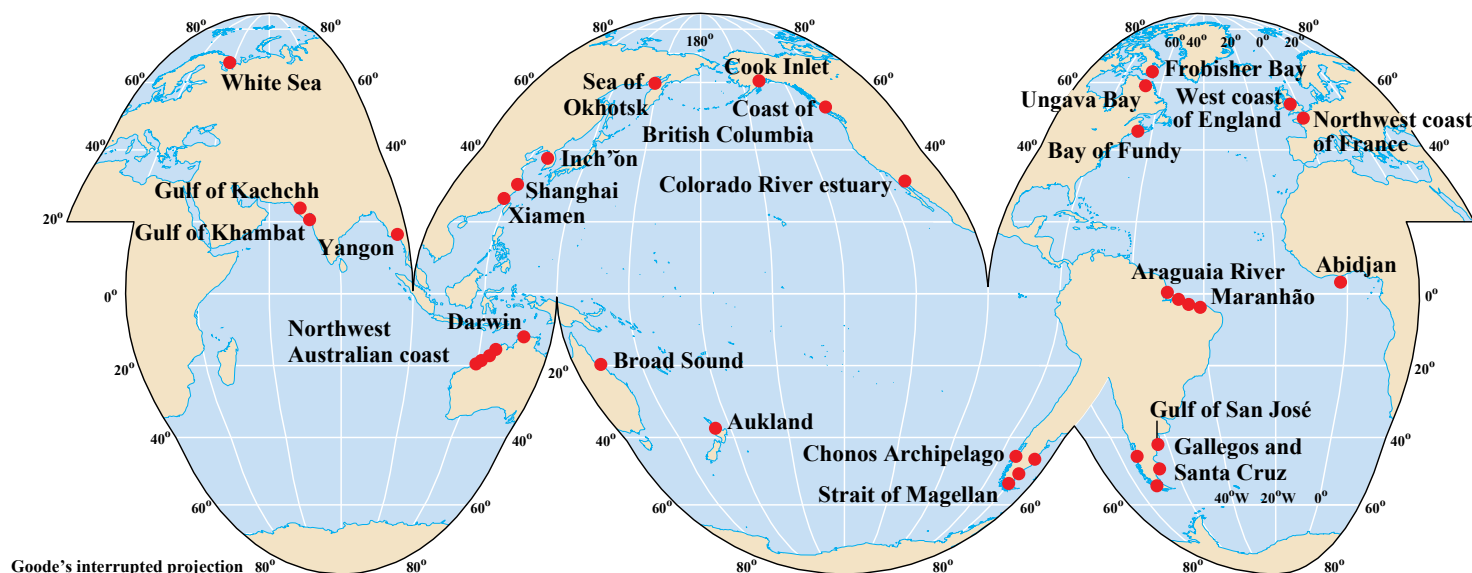 80°
80°
80°
80°
80°
80°
180°
60° 40°
20°
0°
20°
60°
White Sea
60°
Sea of
Okhotsk
Cook Inlet
Coast of
British Columbia
60°
60°
Frobisher Bay
Ungava Bay
West coast
of England
Northwest coast
of France
60°
Bay of Fundy
40°
40°
Inch’ŏn
Shanghai
Xiamen
Colorado River estuary
40°
40°
40°
Gulf of Kachchh
Gulf of Khambat
Yangon
20°
20°
Araguaia River
Maranhão
Abidjan
0°
0°
Northwest
Australian coast
Darwin
Broad Sound
20°
20°
20°
Aukland
Gulf of San José
40°
40°
40°
40°
40°
Chonos Archipelago
Strait of Magellan
Gallegos and
Santa Cruz
40°W
20°W
0°
60°
60°
60°
60°
60°
Goode’s interrupted projection
80°
80°
80°
80°
80°
80°